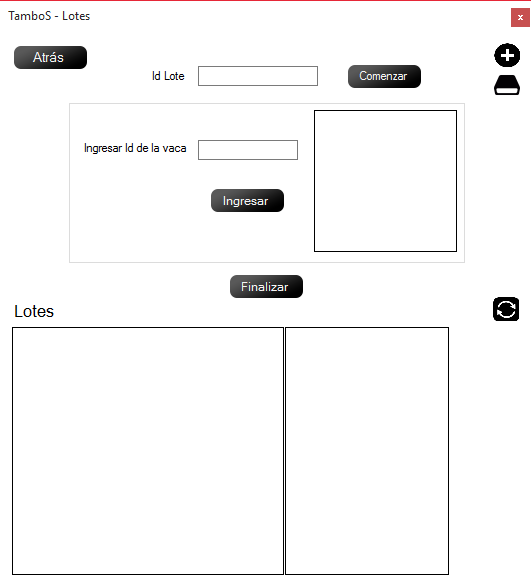 TamboS - Lotes
x
Atrás
Id Lote
Comenzar
Ingresar Id de la vaca
Ingresar
Finalizar
Lotes